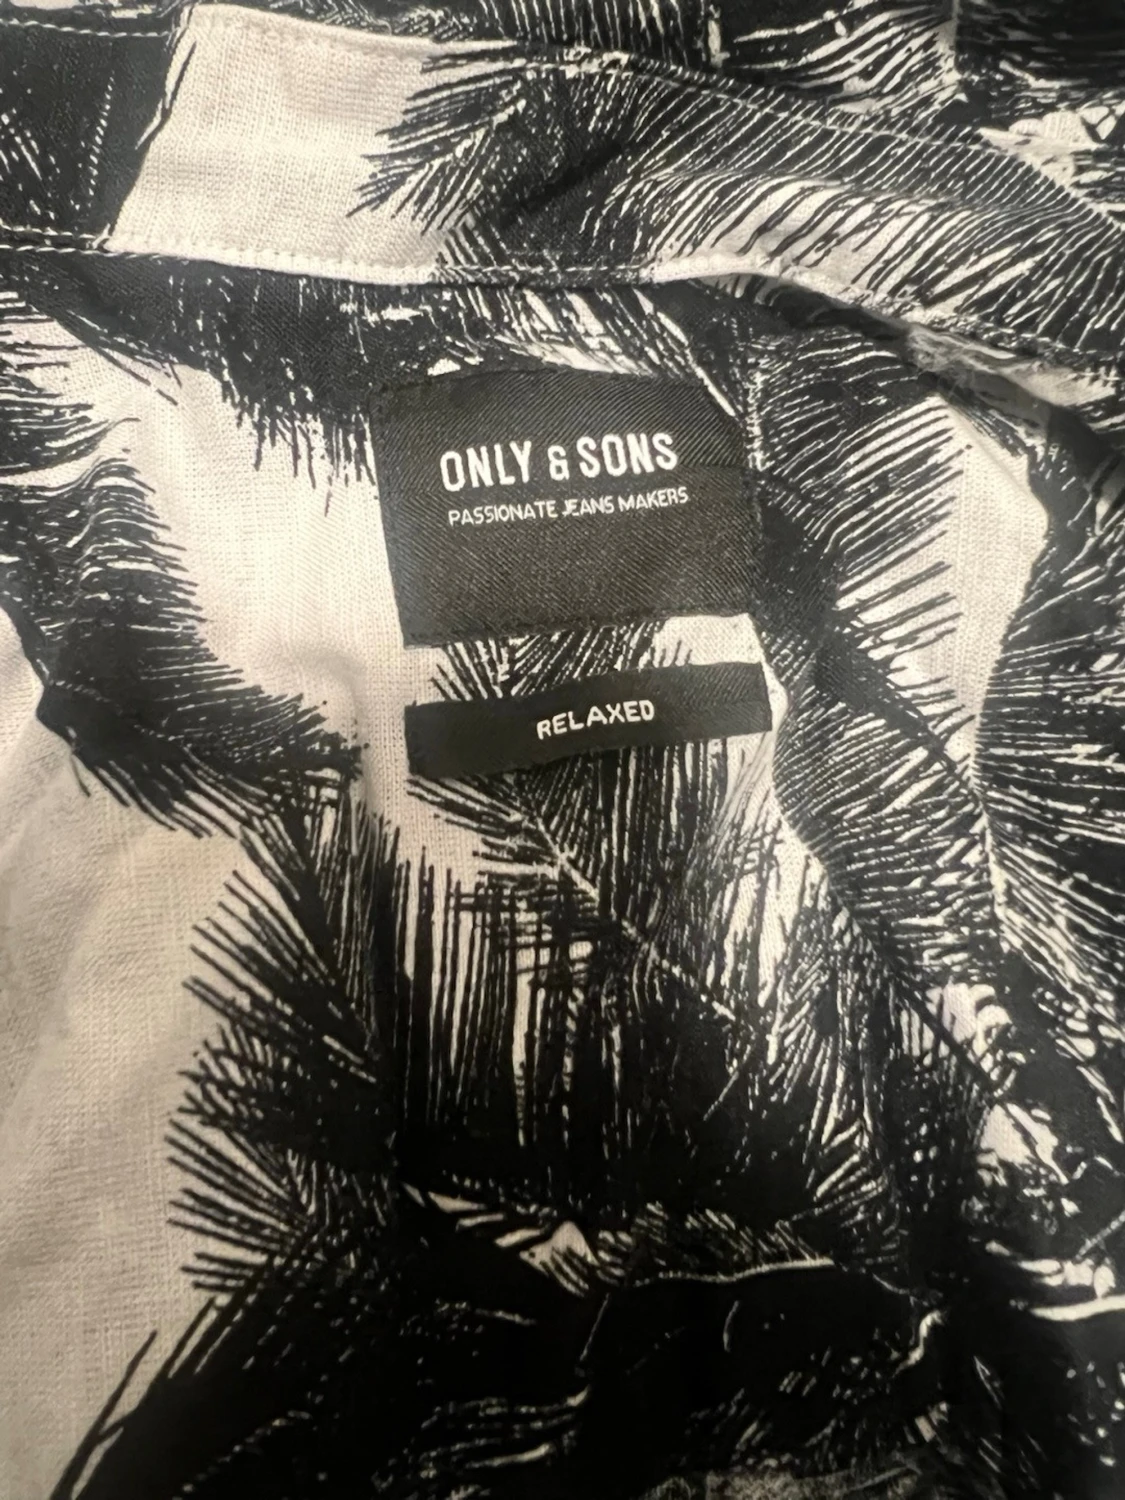 ONLY & SONS
PASSIONATE JEANS MAKERS
RELAXED